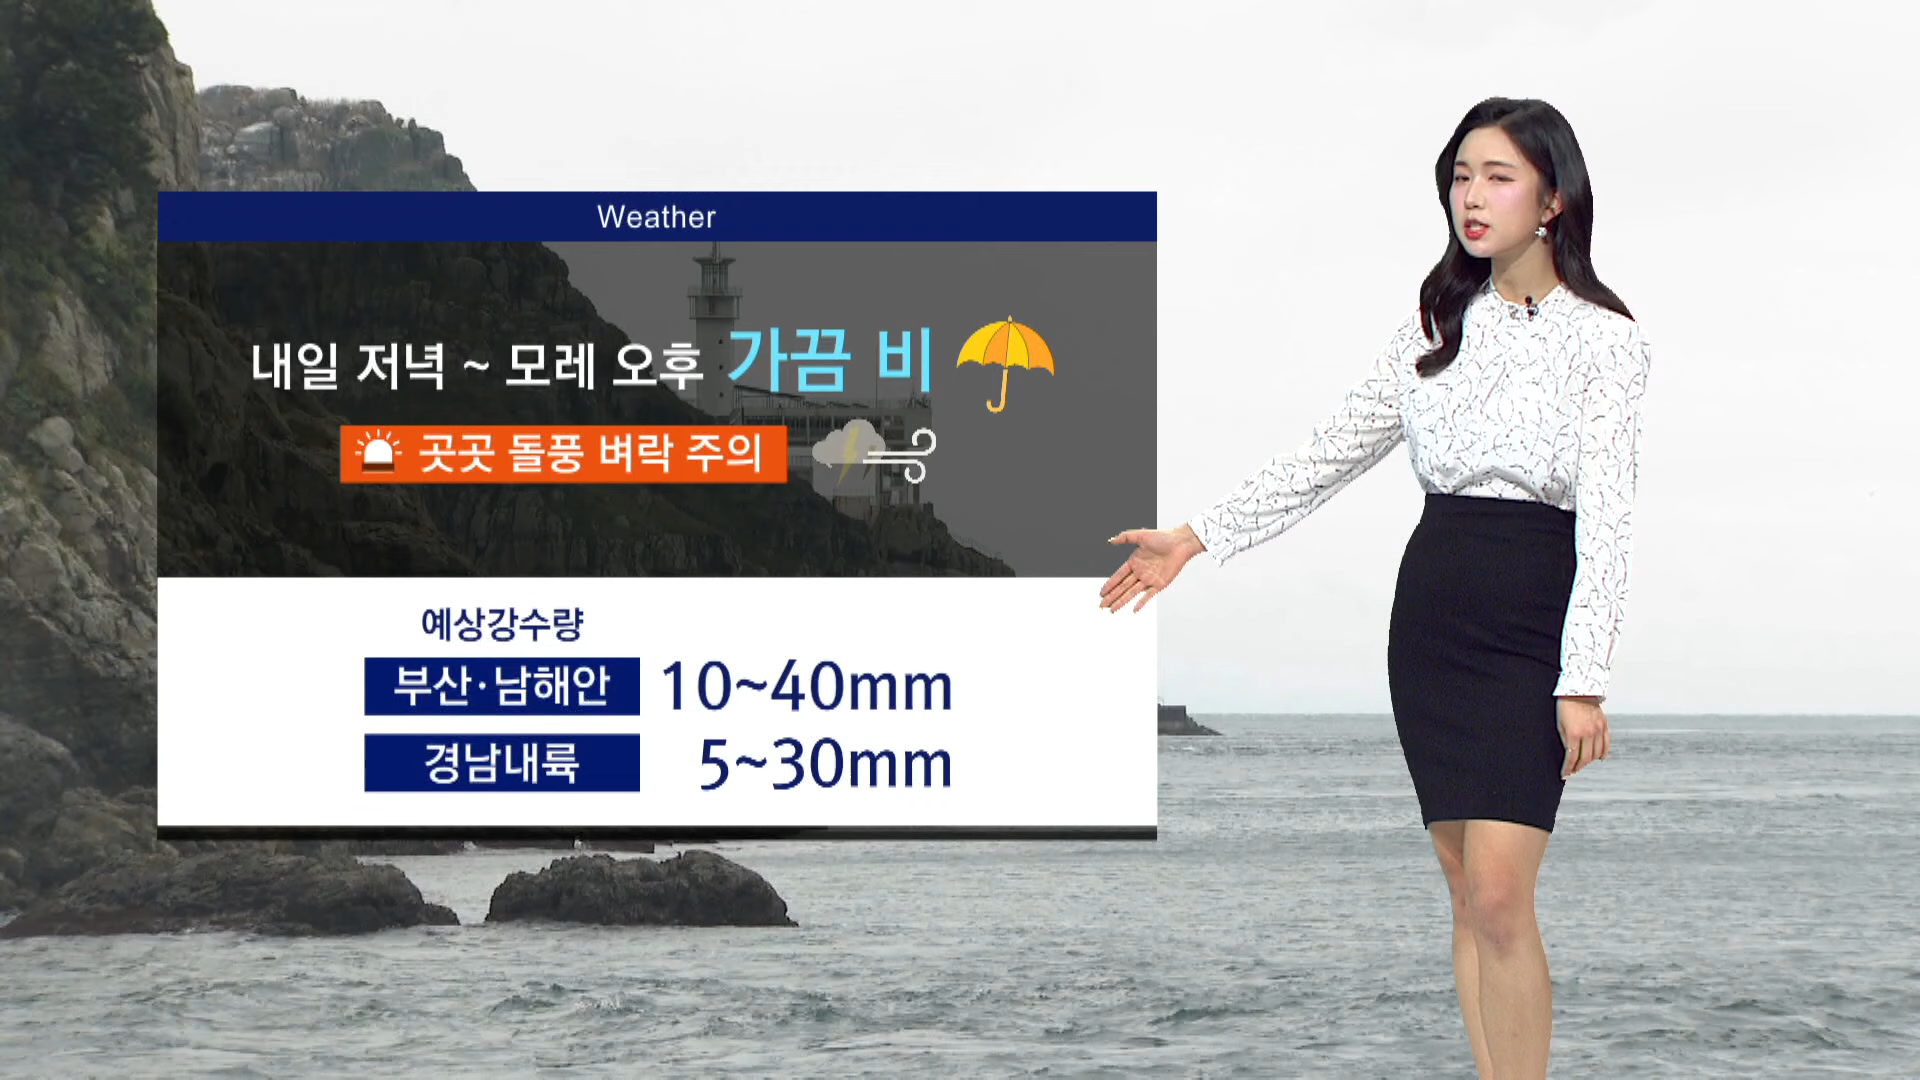 Weather
내일 저녁 ~ 모레 오후 가끔 비
곳곳 돌풍 벼락 주의
예상강수량
부산·남해안 10~40mm
경남내륙 5~30mm